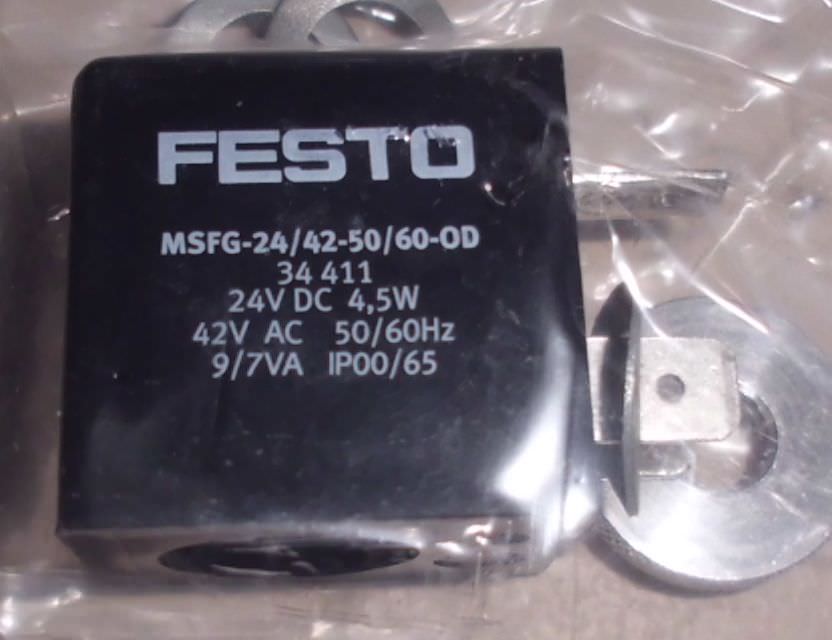 FESTO
MSFG-24/42-50/60-OD
34 411
24V DC 4,5W
42V AC 50/60Hz
9/7VA IP00/65